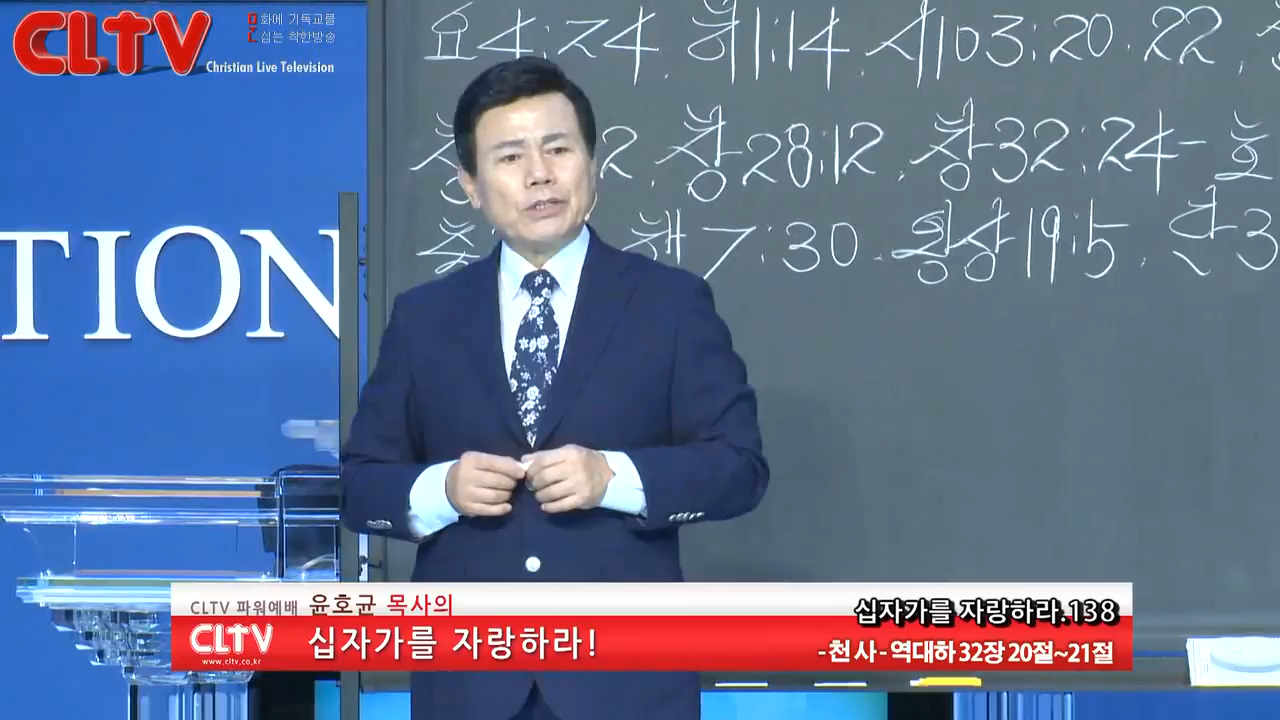 CLTV
문화에 기독교를
심는 착한방송
Christian Live Television
요4:24. 히1:14. 시103:20. 22.
창28:12. 창32:24- 호
7:30. 왕상19:5. 단3
TION
CLTV 파워예배 윤호균 목사의
십자가를 자랑하라.138
CLTV
www.cltv.co.kr
십자가를 자랑하라!
-천사- 역대하 32장 20절~21절